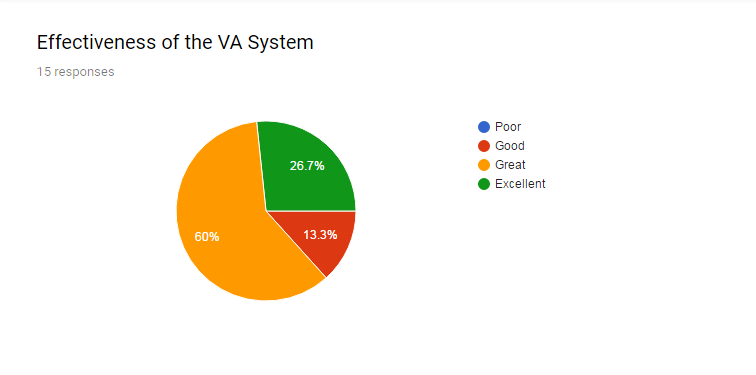 Effectiveness of the VA System
15 responses
26.7%
60%
13.3%
Poor
Good
Great
Excellent